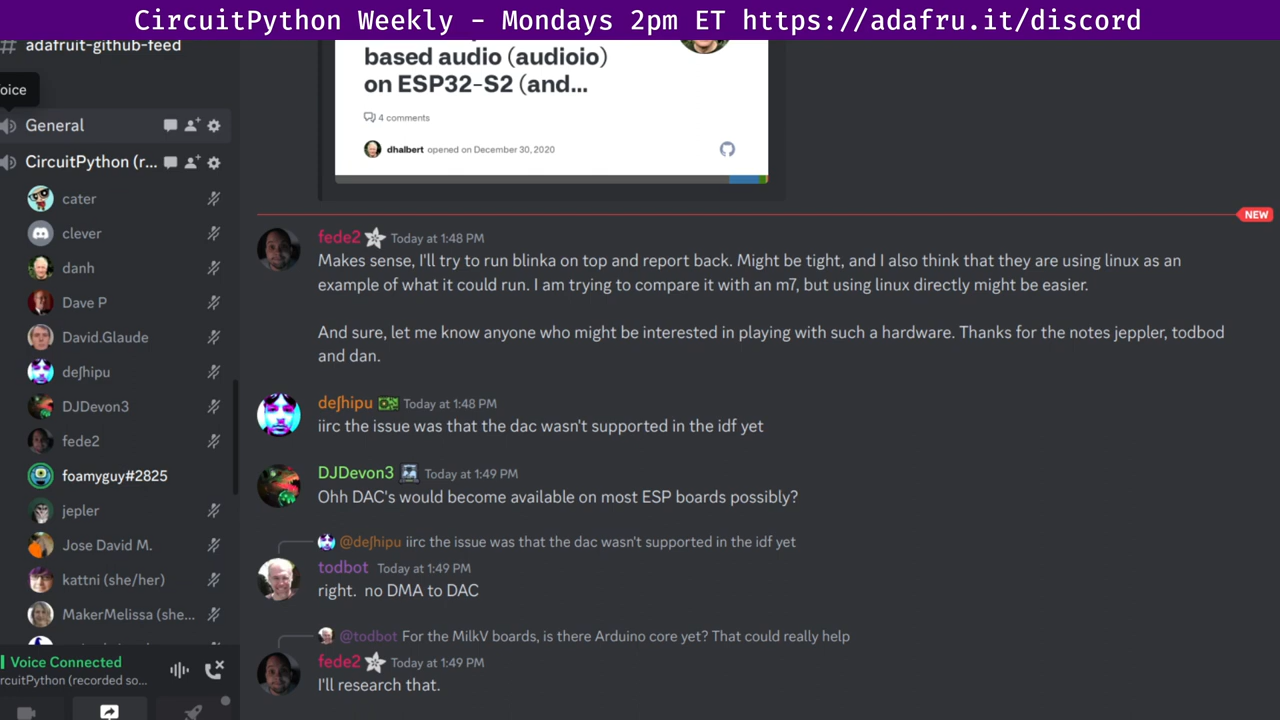 CircuitPython Weekly - Mondays 2pm ET https://adafru.it/discord
# adafruit-github-feed
oice
General
CircuitPython (r...
cater
clever
danh
Dave P
David.Glaude
deʃhipu
DJDevon3
fede2
foamyguy#2825
jepler
Jose David M.
kattni (she/her)
MakerMelissa (she...
Voice Connected
rcuitPython (recorded so...
based audio (audioio)
on ESP32-S2 (and...
4 comments
dhalbert opened on December 30, 2020
NEW
fede2 Today at 1:48 PM
Makes sense, I'll try to run blinka on top and report back. Might be tight, and I also think that they are using linux as an
example of what it could run. I am trying to compare it with an m7, but using linux directly might be easier.
And sure, let me know anyone who might be interested in playing with such a hardware. Thanks for the notes jeppler, todbod
and dan.
deʃhipu Today at 1:48 PM
iirc the issue was that the dac wasn't supported in the idf yet
DJDevon3 Today at 1:49 PM
Ohh DAC's would become available on most ESP boards possibly?
@deʃhipu iirc the issue was that the dac wasn't supported in the idf yet
todbot Today at 1:49 PM
right. no DMA to DAC
@todbot For the MilkV boards, is there Arduino core yet? That could really help
fede2 Today at 1:49 PM
I'll research that.